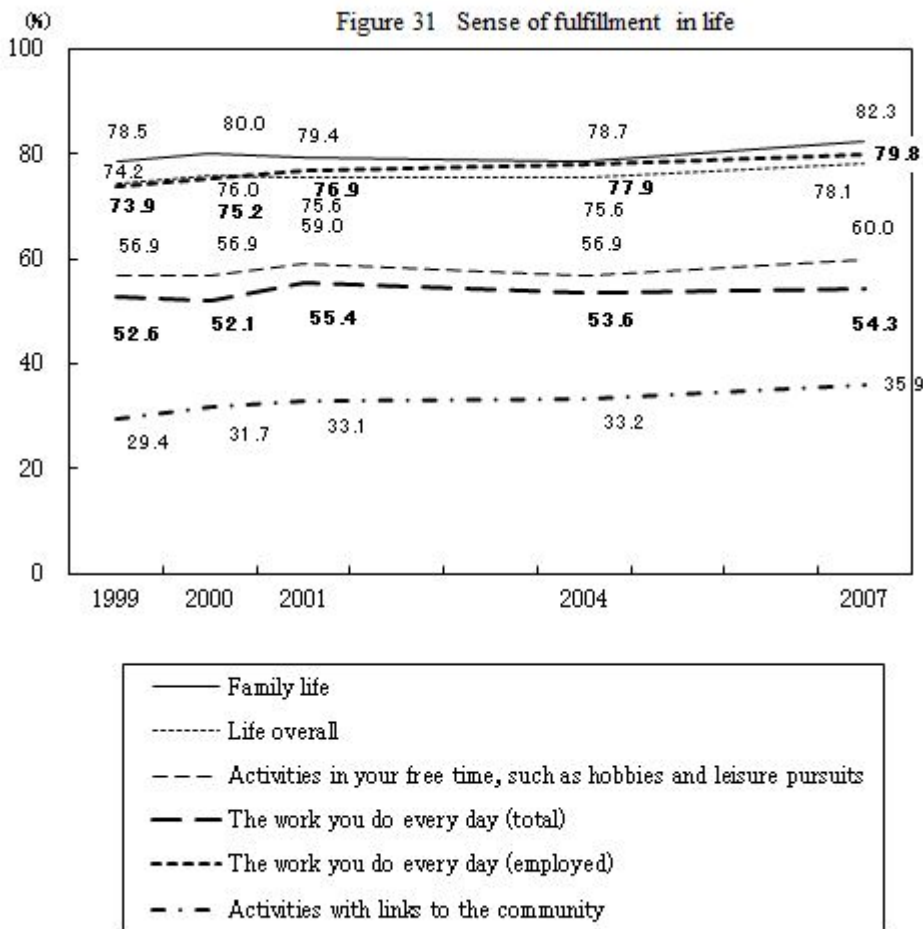 (%) Figure 31 Sense of fulfillment in life
100
82.3
78.5 80.0 79.4 78.7
80 79.8
74.2
76.0 76.9 77.9 78.1
73.9 75.2 75.6 75.6
59.0 60.0
56.9 56.9 56.9
60
52.6 52.1 55.4 53.6 54.3
40
35.9
29.4 31.7 33.1 33.2
20
0
1999 2000 2001 2004 2007
Family life
Life overall
Activities in your free time, such as hobbies and leisure pursuits
The work you do every day (total)
The work you do every day (employed)
Activities with links to the community